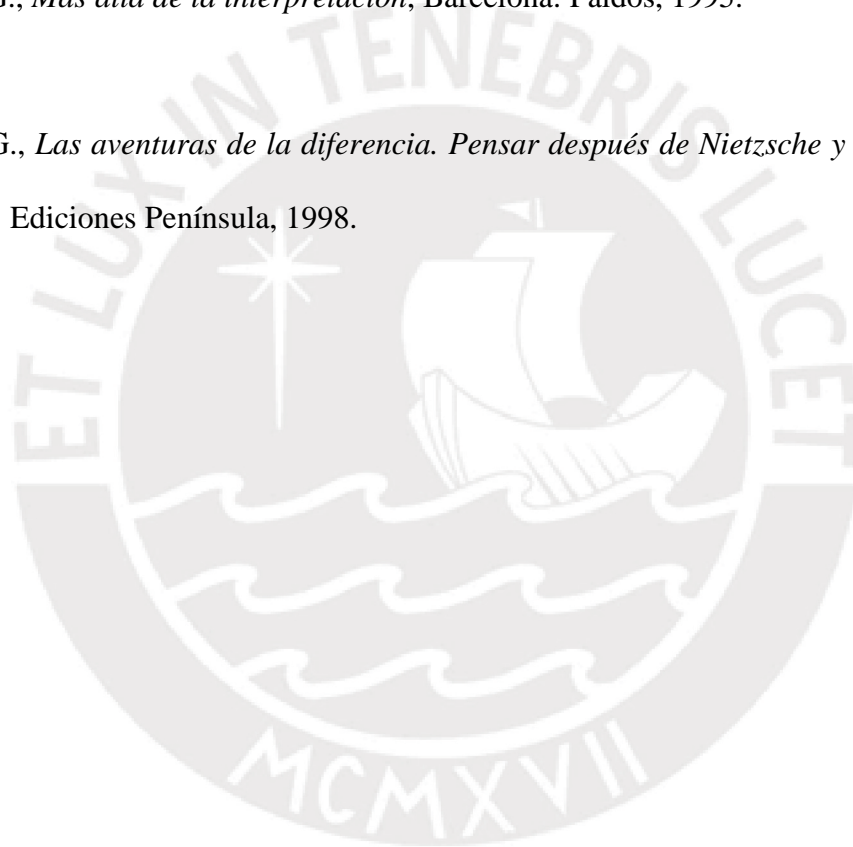 G., Más allá de la interpretación, Barcelona: Paidós, 1995.
G., Las aventuras de la diferencia. Pensar después de Nietzsche y
Ediciones Península, 1998.
ET LUX IN TENEBRIS LUCET
MCMXVII